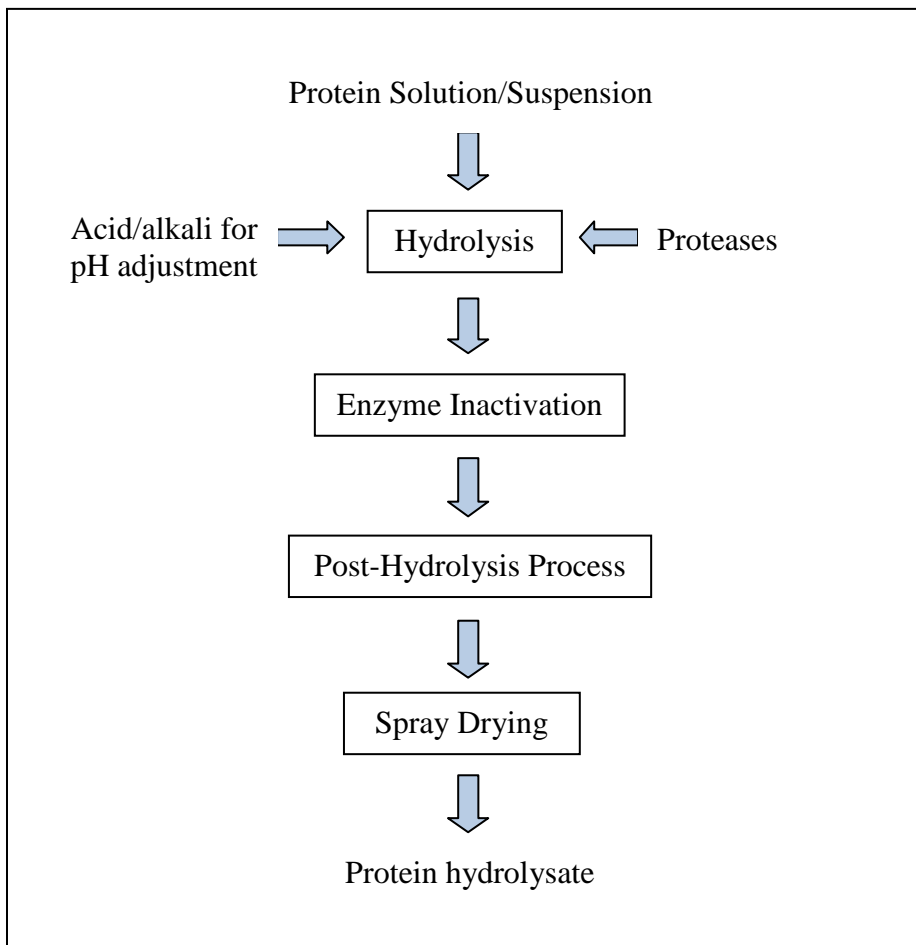 Protein Solution/Suspension
Acid/alkali for
pH adjustment
Hydrolysis
Proteases
Enzyme Inactivation
Post-Hydrolysis Process
Spray Drying
Protein hydrolysate